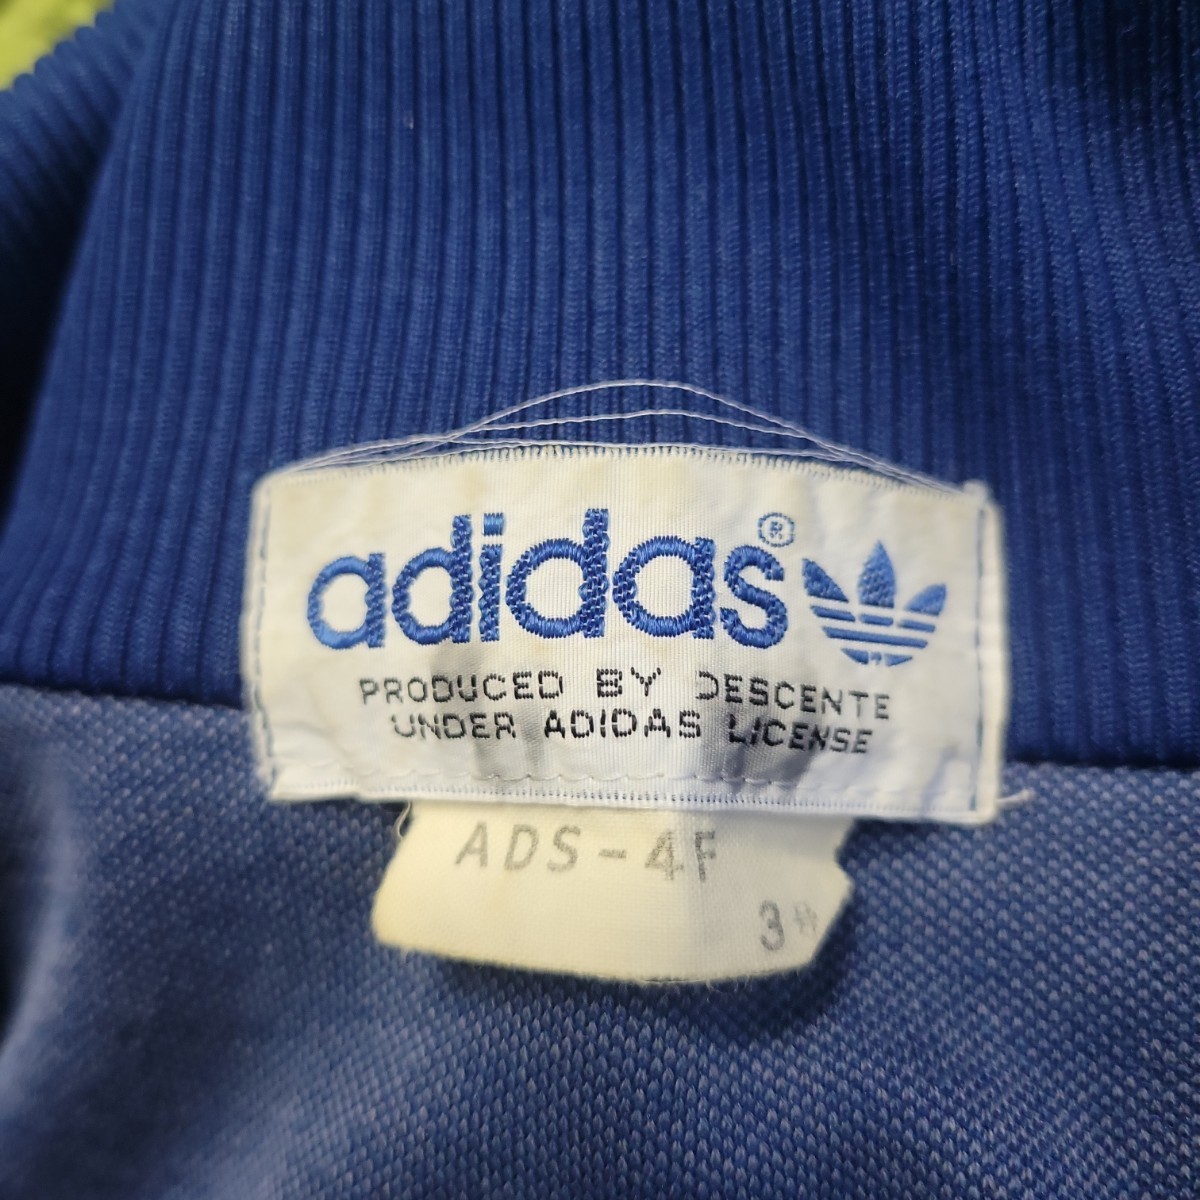 adidas®
PRODUCED BY DESCENTE
UNDER ADIDAS LICENSE
ADS-4F
3